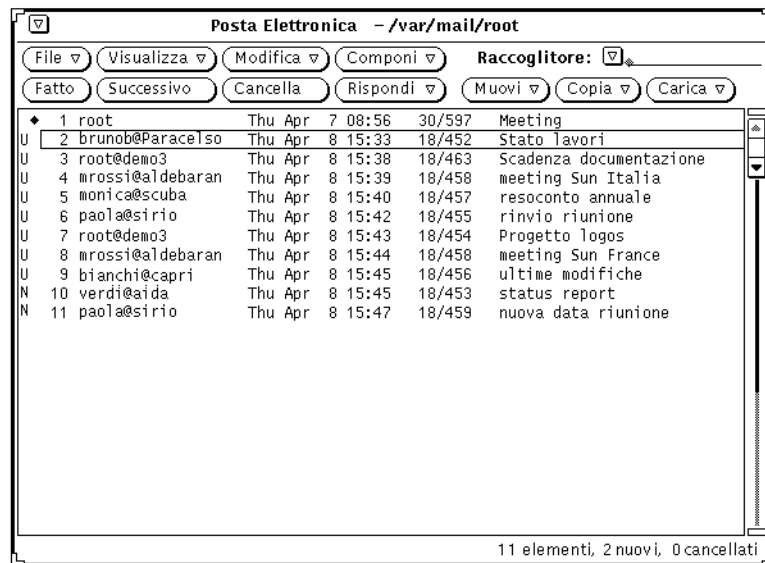 Posta Elettronica – /var/mail/root
File Visualizza Modifica Componi Raccoglitore:
Fatto Successivo Cancella Rispondi Muovi Copia Carica
1 root Thu Apr 7 08:56 30/597 Meeting
U 2 brunob@Paracelso Thu Apr 8 15:33 18/452 Stato lavori
U 3 root@demo3 Thu Apr 8 15:38 18/463 Scadenza documentazione
U 4 mrossi@aldebaran Thu Apr 8 15:39 18/458 meeting Sun Italia
U 5 monica@scuba Thu Apr 8 15:40 18/457 resoconto annuale
U 6 paola@sirio Thu Apr 8 15:42 18/455 rinvio riunione
U 7 root@demo3 Thu Apr 8 15:43 18/454 Progetto logos
U 8 mrossi@aldebaran Thu Apr 8 15:44 18/458 meeting Sun France
U 9 bianchi@capri Thu Apr 8 15:45 18/456 ultime modifiche
N 10 verdi@aida Thu Apr 8 15:45 18/453 status report
N 11 paola@sirio Thu Apr 8 15:47 18/459 nuova data riunione
11 elementi, 2 nuovi, 0 cancellati